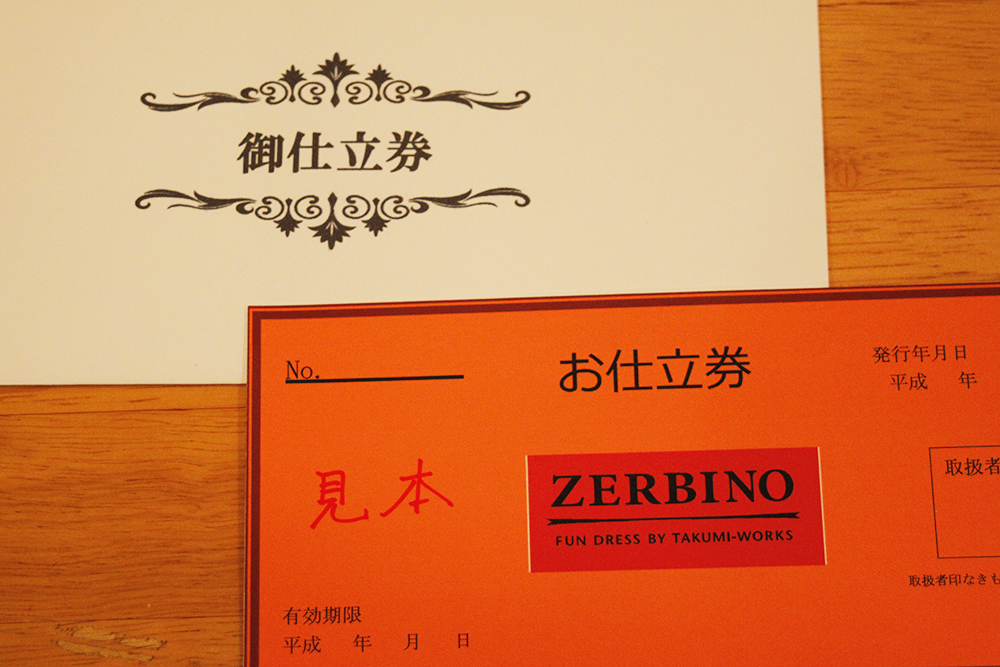 御仕立券
No.
お仕立券
発行年月日
平成 年
見本
ZERBINO
FUN DRESS BY TAKUMI-WORKS
取扱者
取扱者印なきも
有効期限
平成 年 月 日